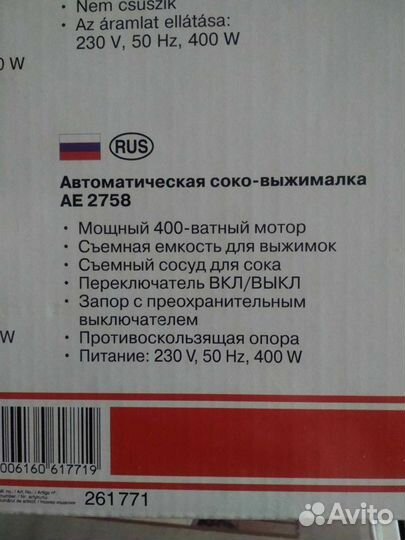 • Nem csúszik
• Az áramlat ellátása:
230 V, 50 Hz, 400 W
0 W
RUS
Автоматическая соко-выжималка
AE 2758
• Мощный 400-ватный мотор
• Съемная емкость для выжимок
• Съемный сосуд для сока
• Переключатель ВКЛ/ВЫКЛ
• Запор с преохранительным
выключателем
• Противоскользящая опора
• Питание: 230 V, 50 Hz, 400 W
W
006160 617719
261771
Avito